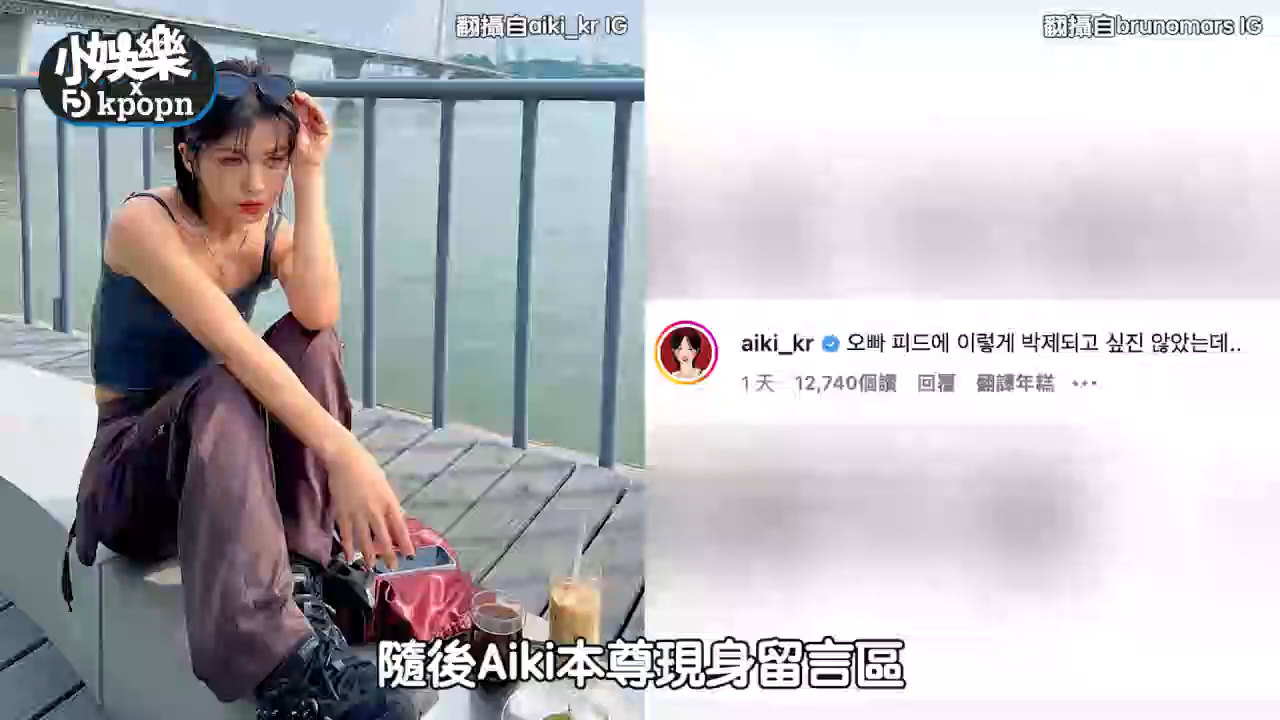 翻攝自aiki_kr IG
翻攝自brunomars IG
小娛樂
x
kpopn
aiki_kr 오빠 피드에 이렇게 박제되고 싶진 않았는데..
1天 12,740個讚 回覆 翻譯年糕 ...
隨後Aiki本尊現身留言區